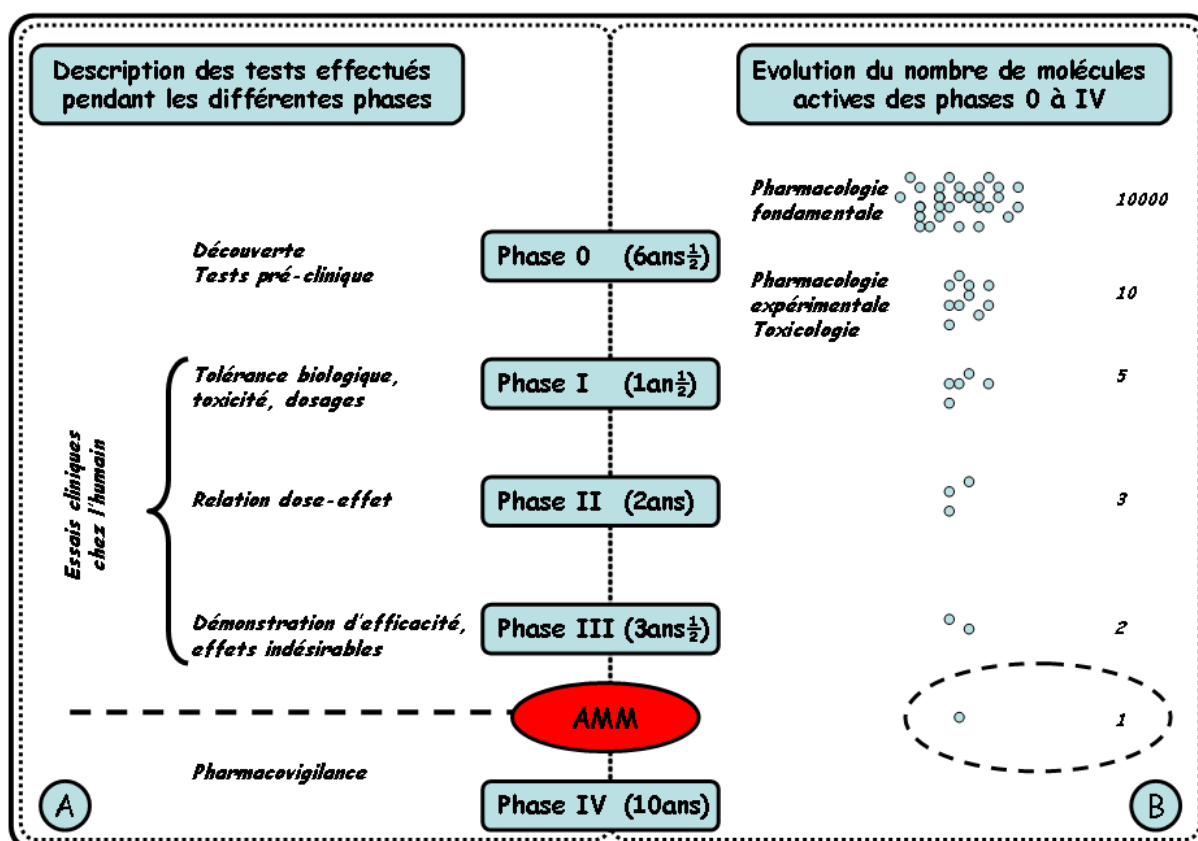 Description des tests effectués
pendant les différentes phases
Evolution du nombre de molécules
actives des phases 0 à IV
Pharmacologie
fondamentale
10000
Découverte
Tests pré-clinique
Phase 0 (6ans½)
Pharmacologie
expérimentale
Toxicologie
10
Essais cliniques
chez l'humain
Tolérance biologique,
toxicité, dosages
Phase I (1an½)
5
Relation dose-effet
Phase II (2ans)
3
Démonstration d'efficacité,
effets indésirables
Phase III (3ans½)
2
AMM
1
Pharmacovigilance
Phase IV (10ans)
A
B